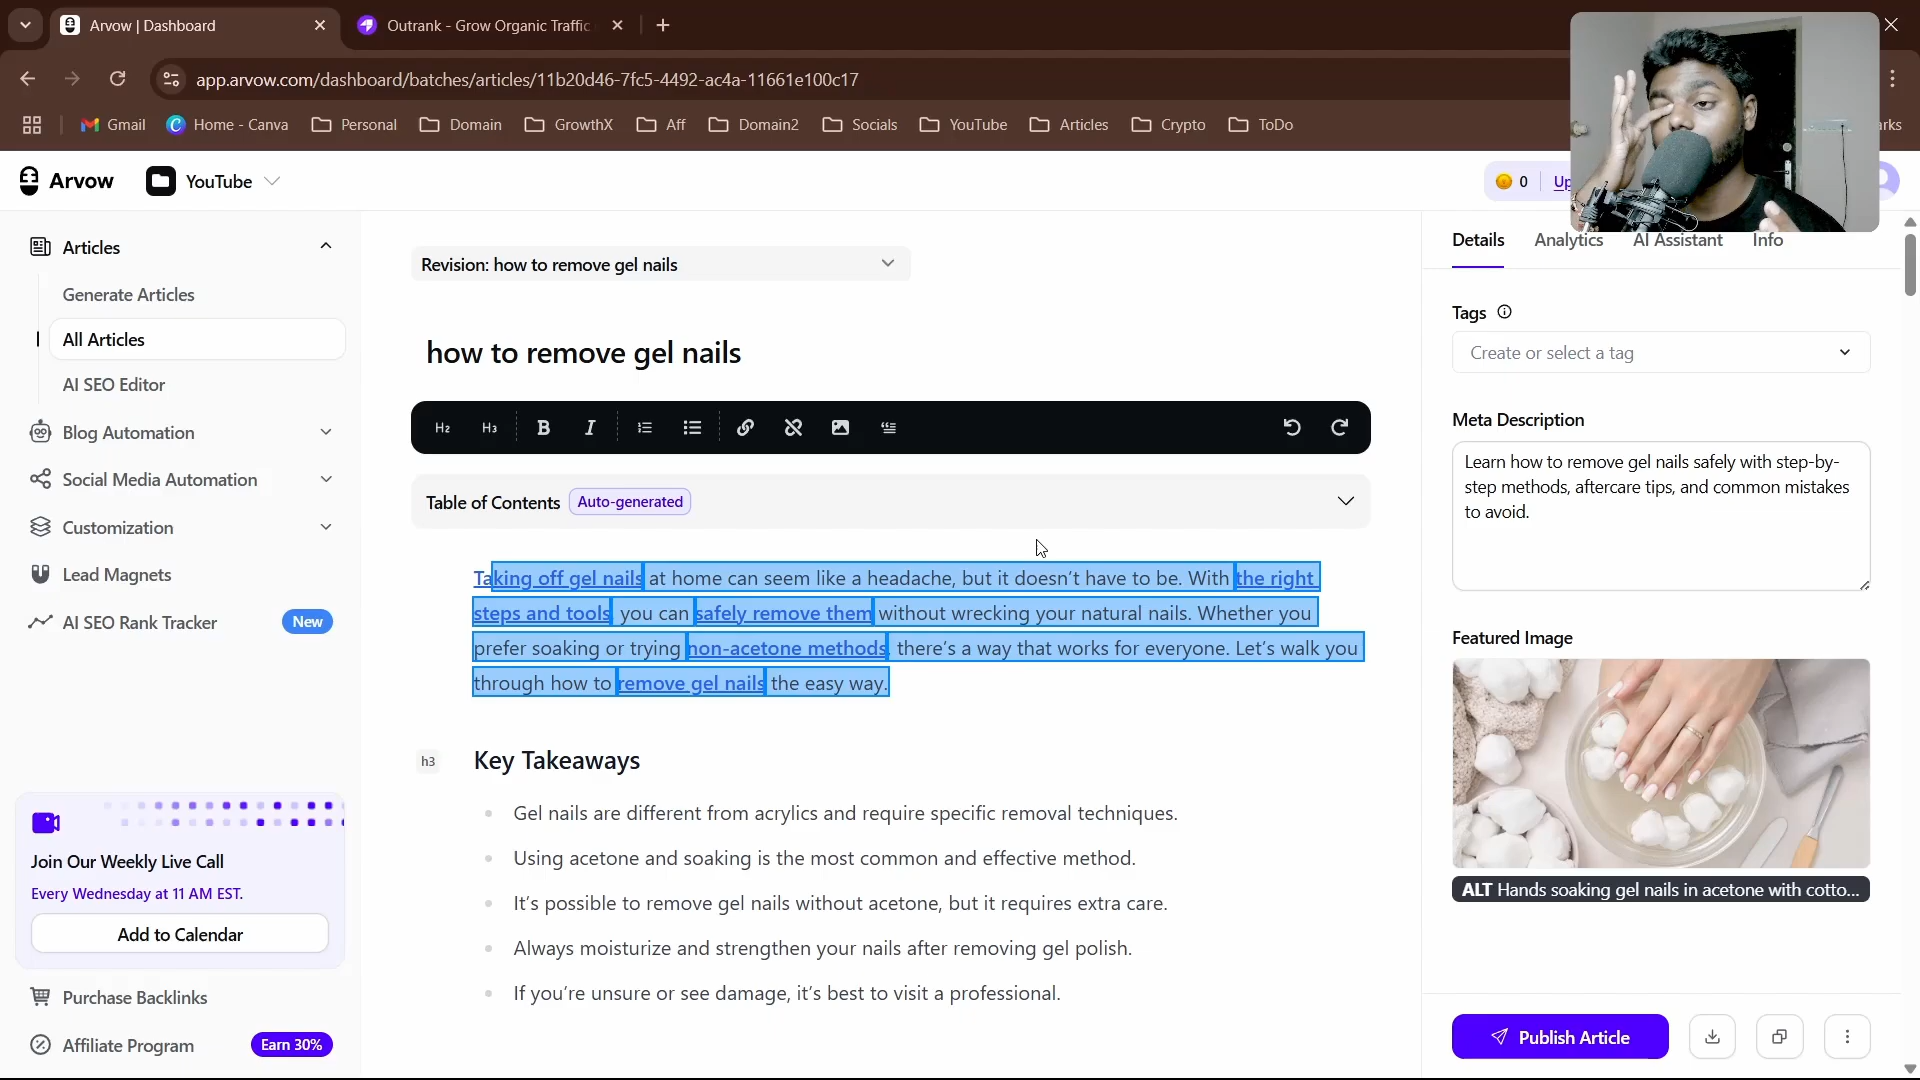 Arvow | Dashboard
Outrank - Grow Organic Traffic
app.arvow.com/dashboard/batches/articles/11b20d46-7fc5-4492-ac4a-11661e100c17
Gmail
Home - Canva
Personal
Domain
GrowthX
Aff
Domain2
Socials
YouTube
Articles
Crypto
ToDo
Arvow
YouTube
0
Articles
Generate Articles
All Articles
AI SEO Editor
Blog Automation
Social Media Automation
Customization
Lead Magnets
AI SEO Rank Tracker
New
Join Our Weekly Live Call
Every Wednesday at 11 AM EST.
Add to Calendar
Purchase Backlinks
Affiliate Program
Earn 30%
Revision: how to remove gel nails
how to remove gel nails
H2 H3 B I
Table of Contents
Auto-generated
Taking off gel nails at home can seem like a headache, but it doesn't have to be. With the right
steps and tools, you can safely remove them without wrecking your natural nails. Whether you
prefer soaking or trying non-acetone methods, there's a way that works for everyone. Let's walk you
through how to remove gel nails the easy way.
h3
Key Takeaways
Gel nails are different from acrylics and require specific removal techniques.
Using acetone and soaking is the most common and effective method.
It's possible to remove gel nails without acetone, but it requires extra care.
Always moisturize and strengthen your nails after removing gel polish.
If you're unsure or see damage, it's best to visit a professional.
Details
Analytics
AI Assistant
Info
Tags
Create or select a tag
Meta Description
Learn how to remove gel nails safely with step-by-
step methods, aftercare tips, and common mistakes
to avoid.
Featured Image
ALT Hands soaking gel nails in acetone with cotto...
Publish Article